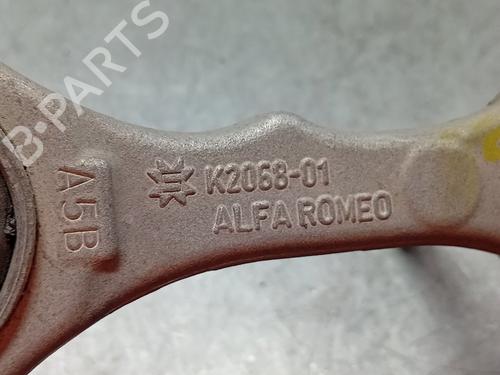 B-PARTS
A5B
K2068-01
ALFA ROMEO